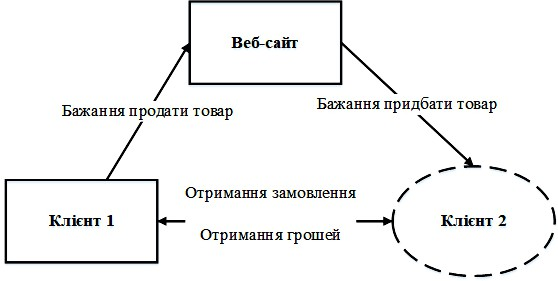 Веб-сайт
Бажання продати товар
Бажання придбати товар
Клієнт 1
Отримання замовлення
Отримання грошей
Клієнт 2